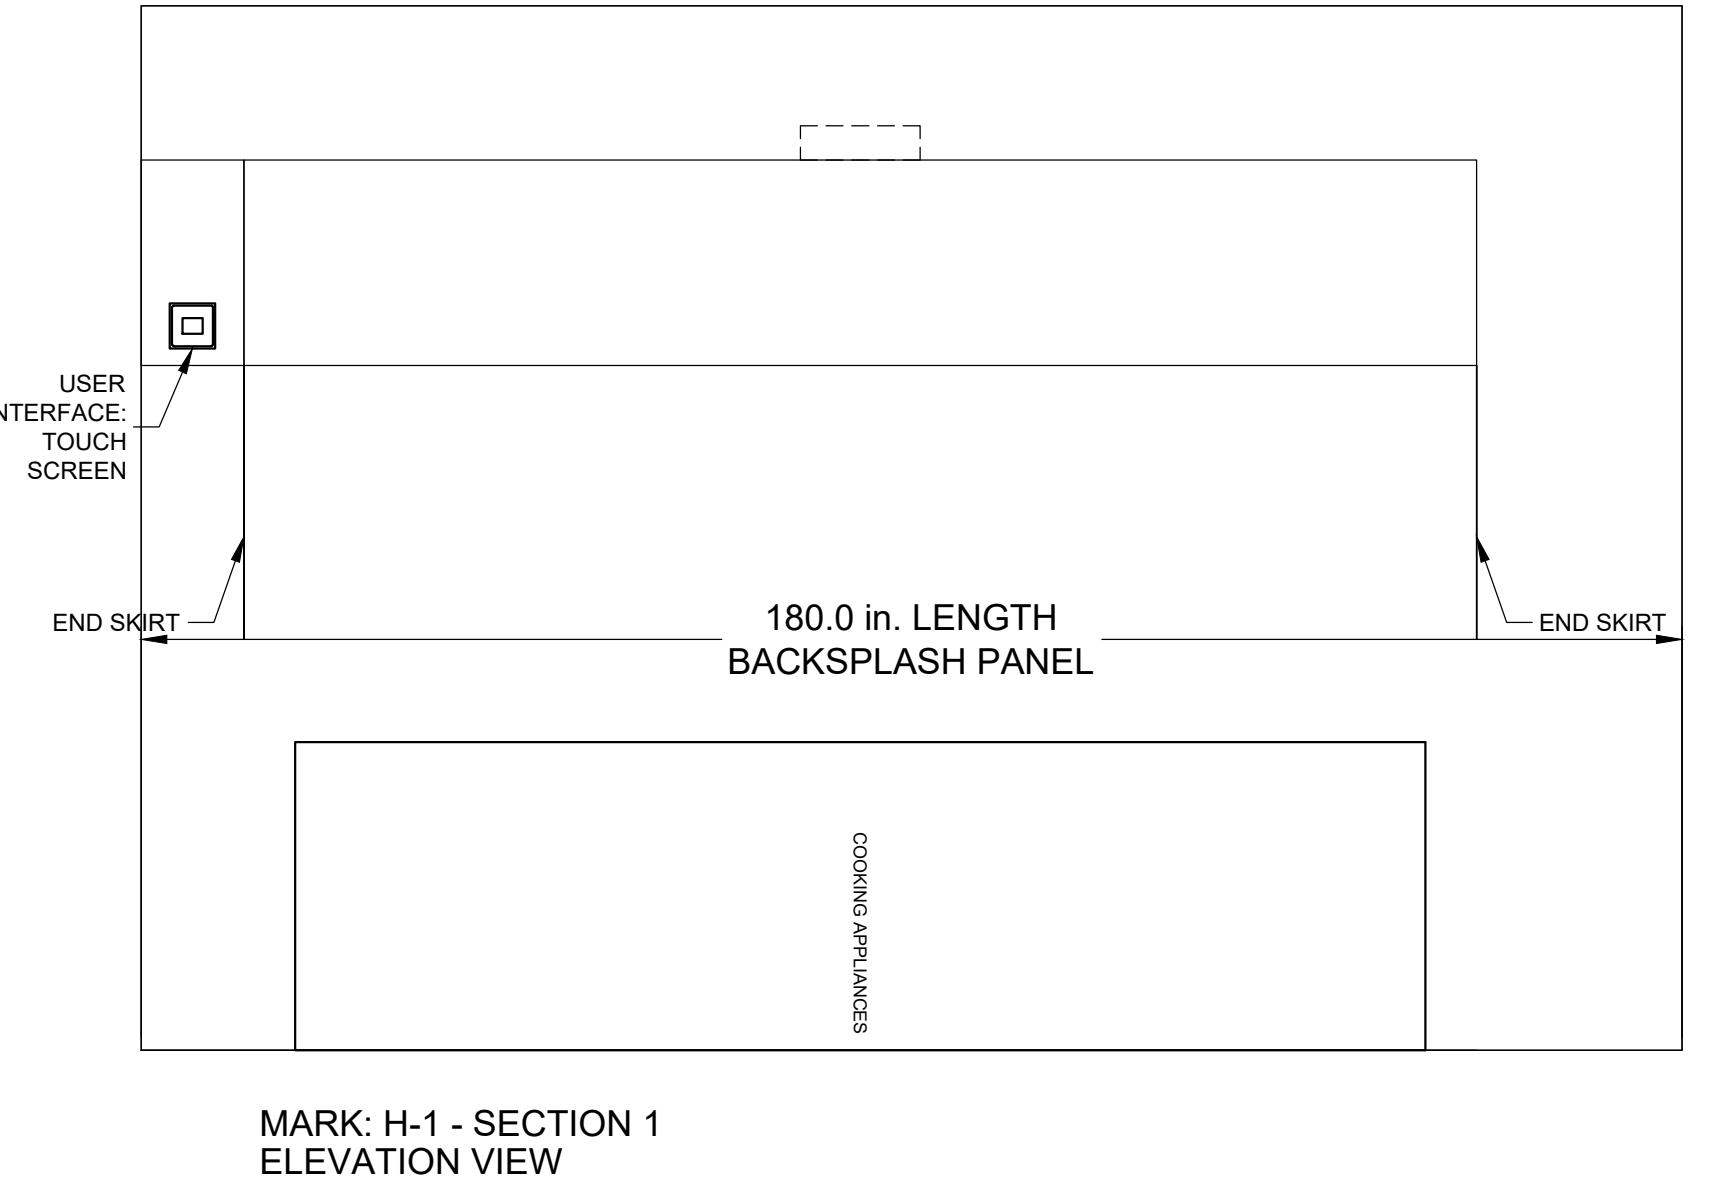 USER
NTERFACE:
TOUCH
SCREEN
END SKIRT
180.0 in. LENGTH
BACKSPLASH PANEL
END SKIRT
COOKING APPLIANCES
MARK: H-1 - SECTION 1
ELEVATION VIEW